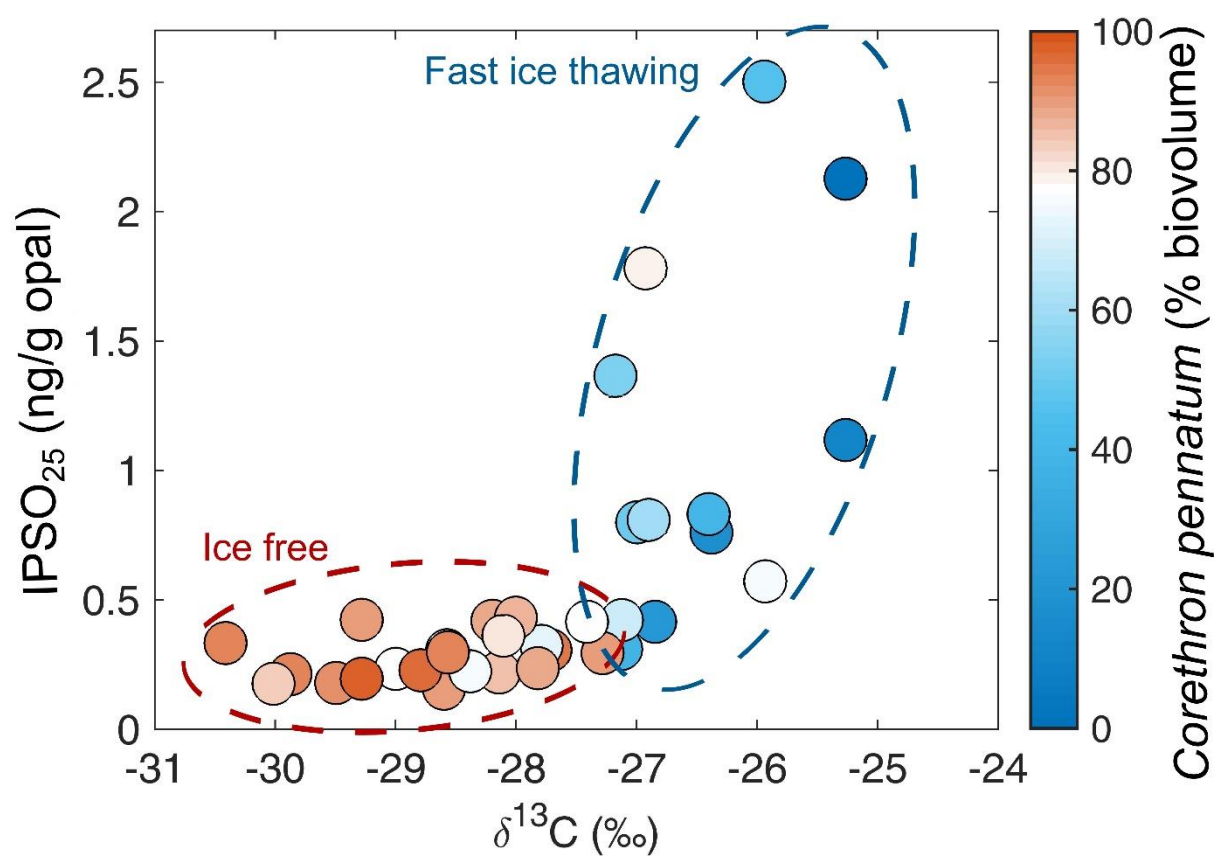 Fast ice thawing
Ice free
IPSO₂₅ (ng/g opal)
2.5
2
1.5
1
0.5
0
-31 -30 -29 -28 -27 -26 -25 -24
δ¹³C (‰)
100
80
60
40
20
0
Corethron pennatum (% biovolume)